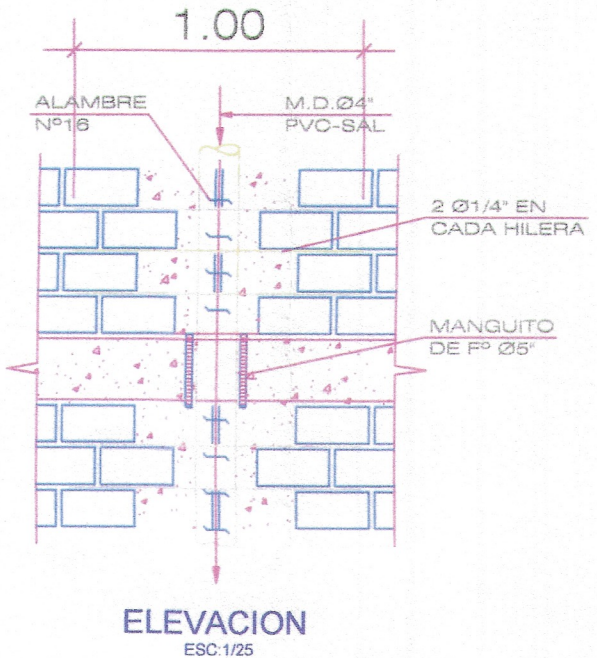 1.00
ALAMBRE
Nº16
M.D.Ø4"
PVC-SAL
2 Ø1/4" EN
CADA HILERA
MANGUITO
DE Fº Ø5"
ELEVACION
ESC:1/25